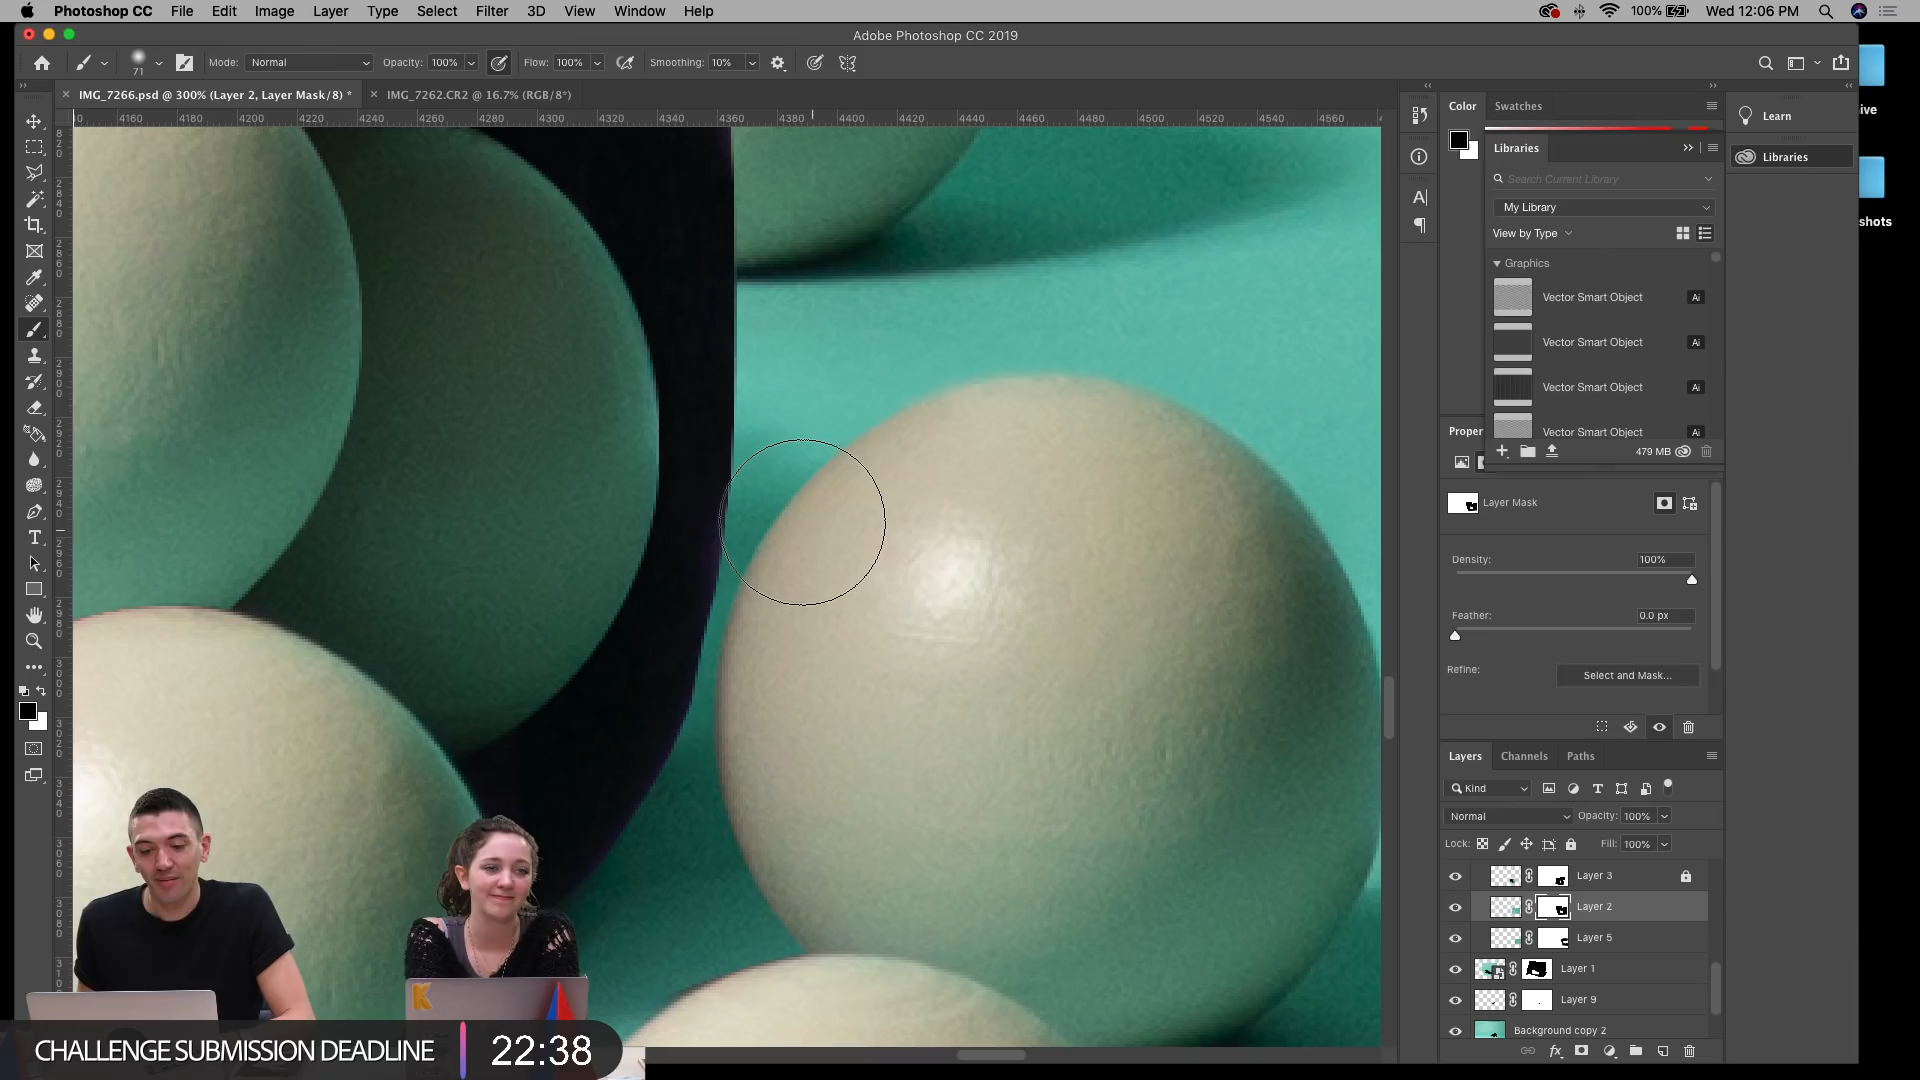 Photoshop CC File Edit Image Layer Type Select Filter 3D View Window Help 100% Wed 12:06 PM
Adobe Photoshop CC 2019
71 Mode: Normal Opacity: 100% Flow: 100% Smoothing: 10%
IMG_7266.psd @ 300% (Layer 2, Layer Mask/8) * IMG_7262.CR2 @ 16.7% (RGB/8*)
4160 4180 4200 4220 4240 4260 4280 4300 4320 4340 4360 4380 4400 4420 4440 4460 4480 4500 4520 4540 4560
Color Swatches
Learn
Libraries
Libraries
Search Current Library
My Library
View by Type
Graphics
Vector Smart Object Ai
Vector Smart Object Ai
Vector Smart Object Ai
Vector Smart Object Ai
479 MB
ive
shots
Proper
Layer Mask
Density: 100%
Feather: 0.0 px
Refine: Select and Mask...
Layers Channels Paths
Kind
Normal Opacity: 100%
Lock: Fill: 100%
Layer 3
Layer 2
Layer 5
Layer 1
Layer 9
Background copy 2
fx
K
CHALLENGE SUBMISSION DEADLINE 22:38